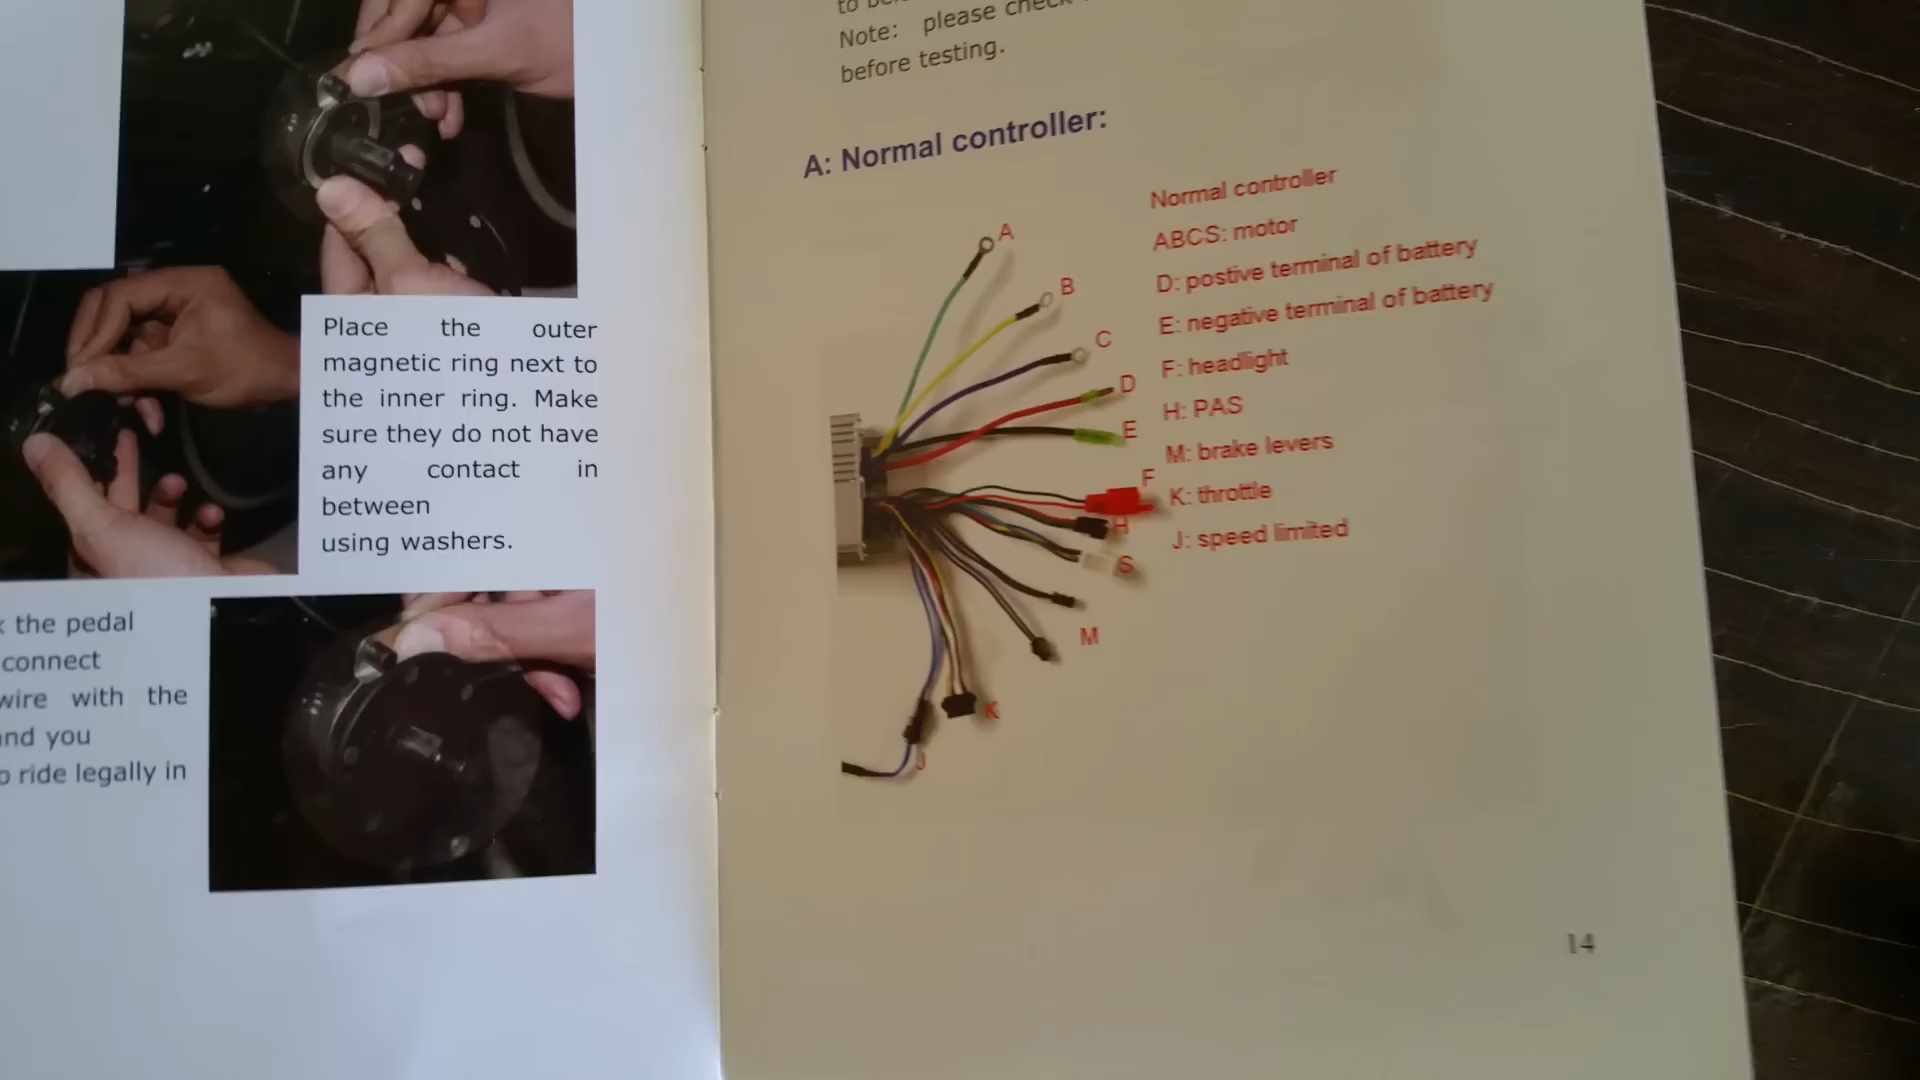 Place the outer
magnetic ring next to
the inner ring. Make
sure they do not have
any contact in
between
using washers.
the pedal
connect
wire with the
and you
ride legally in
Note: please check
before testing.
A: Normal controller:
Normal controller
ABCS: motor
D: postive terminal of battery
E: negative terminal of battery
F: headlight
H: PAS
M: brake levers
K: throttle
J: speed limited
A
B
C
D
E
F
H
S
M
K
J
14